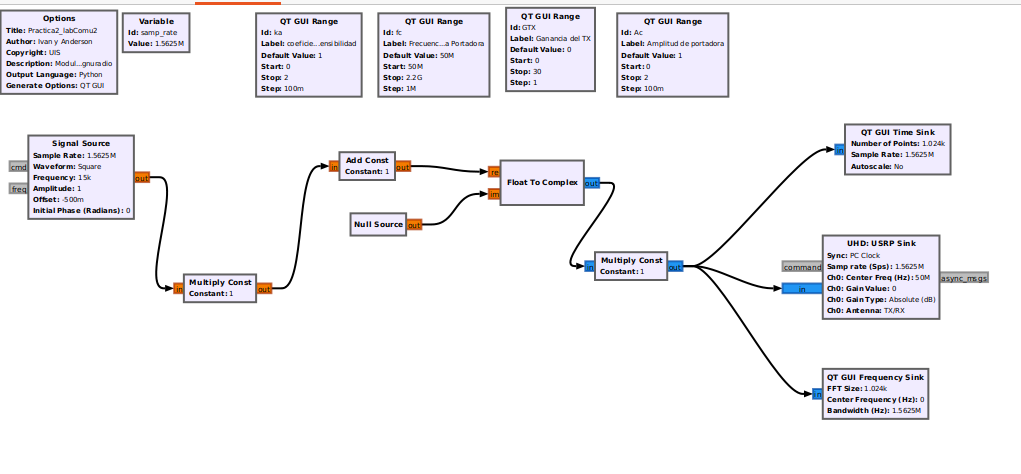 Options
Title: Practica2_labComu2
Author: Ivan y Anderson
Copyright: UIS
Description: Modul...gnuradio
Output Language: Python
Generate Options: QT GUI
Variable
Id: samp_rate
Value: 1.5625M
QT GUI Range
Id: ka
Label: coeficie...ensibilidad
Default Value: 1
Start: 0
Stop: 2
Step: 100m
QT GUI Range
Id: fc
Label: Frecuenc...a Portadora
Default Value: 50M
Start: 50M
Stop: 2.2G
Step: 1M
QT GUI Range
Id: GTX
Label: Ganancia del TX
Default Value: 0
Start: 0
Stop: 30
Step: 1
QT GUI Range
Id: Ac
Label: Amplitud de portadora
Default Value: 1
Start: 0
Stop: 2
Step: 100m
Signal Source
Sample Rate: 1.5625M
Waveform: Square
Frequency: 15k
Amplitude: 1
Offset: -500m
Initial Phase (Radians): 0
cmd
freq
out
in
Multiply Const
Constant: 1
out
in
Add Const
Constant: 1
out
Null Source
out
re
im
Float To Complex
out
in
Multiply Const
Constant: 1
out
in
QT GUI Time Sink
Number of Points: 1.024k
Sample Rate: 1.5625M
Autoscale: No
command
in
UHD: USRP Sink
Sync: PC Clock
Samp rate (Sps): 1.5625M
Ch0: Center Freq (Hz): 50M
Ch0: Gain Value: 0
Ch0: Gain Type: Absolute (dB)
Ch0: Antenna: TX/RX
async_msgs
in
QT GUI Frequency Sink
FFT Size: 1.024k
Center Frequency (Hz): 0
Bandwidth (Hz): 1.5625M